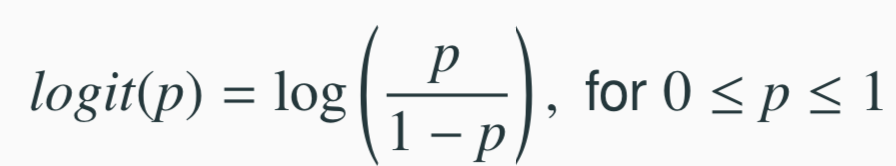 logit(p) = log(p / (1 − p)), for 0 ≤ p ≤ 1